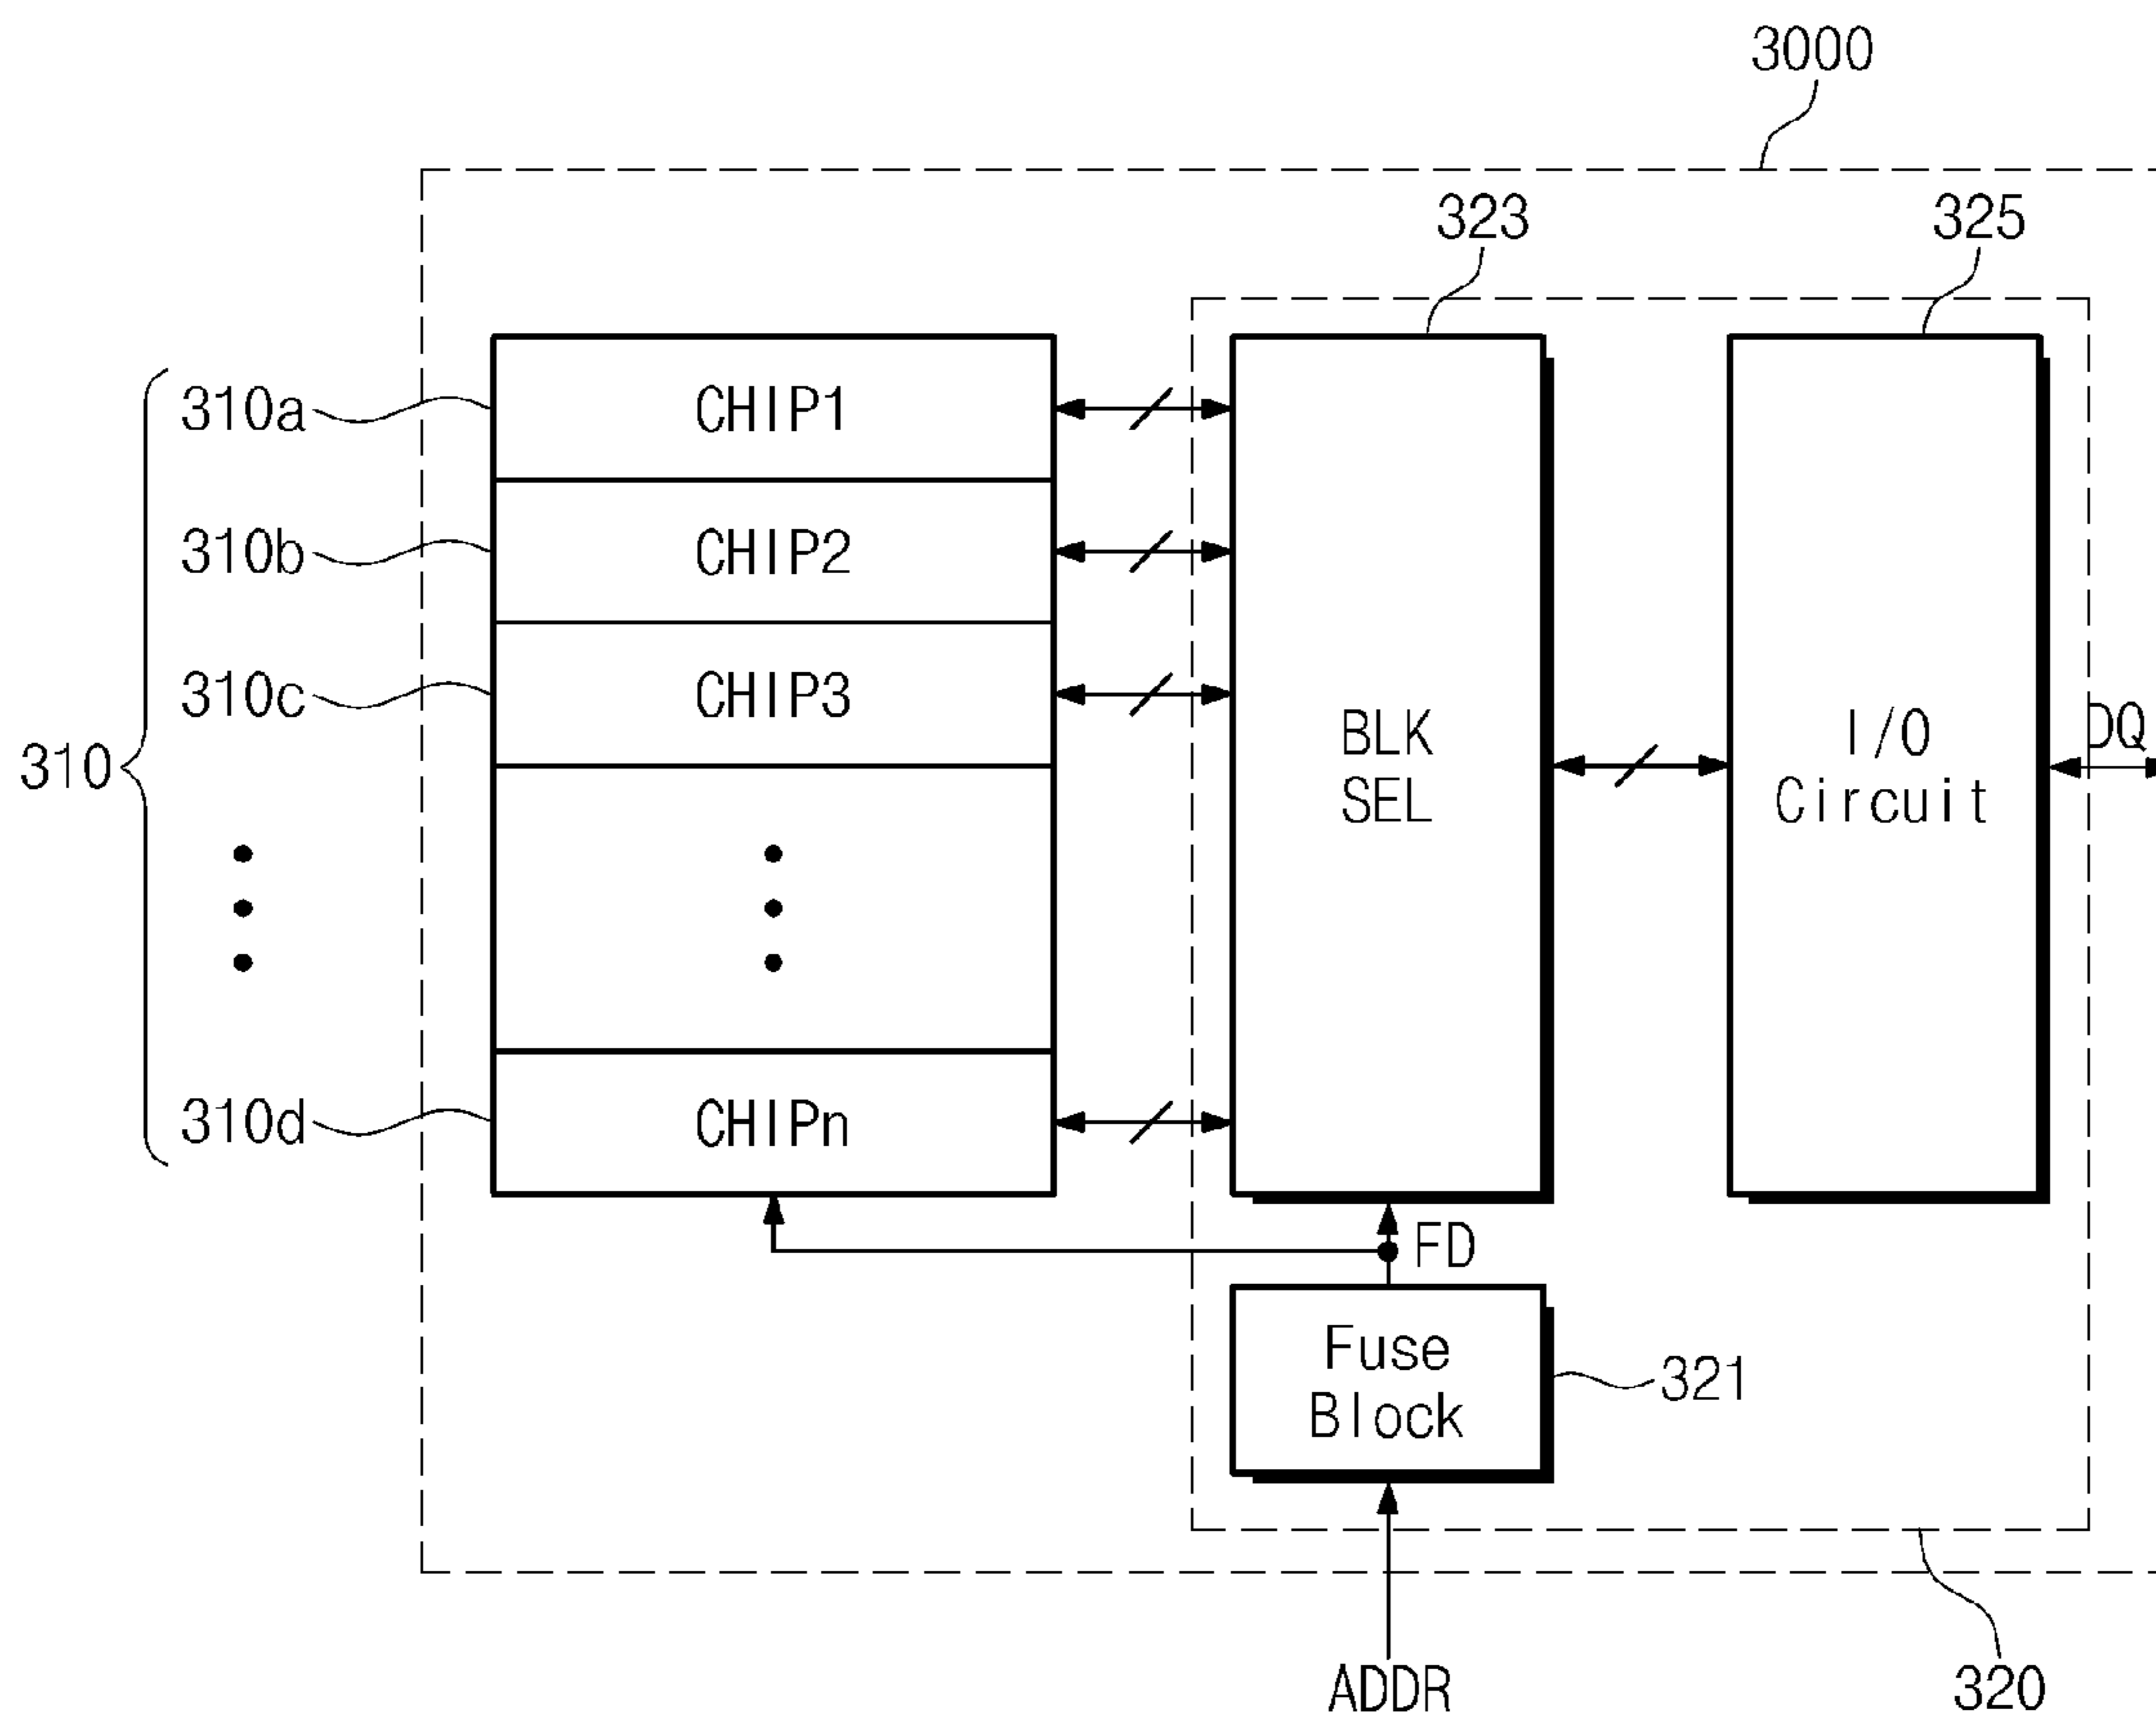 3000
323
325
310a
CHIP1
310b
CHIP2
310c
CHIP3
310
BLK
SEL
I/O
Circuit
DQ
310d
CHIPn
FD
Fuse
Block
321
ADDR
320